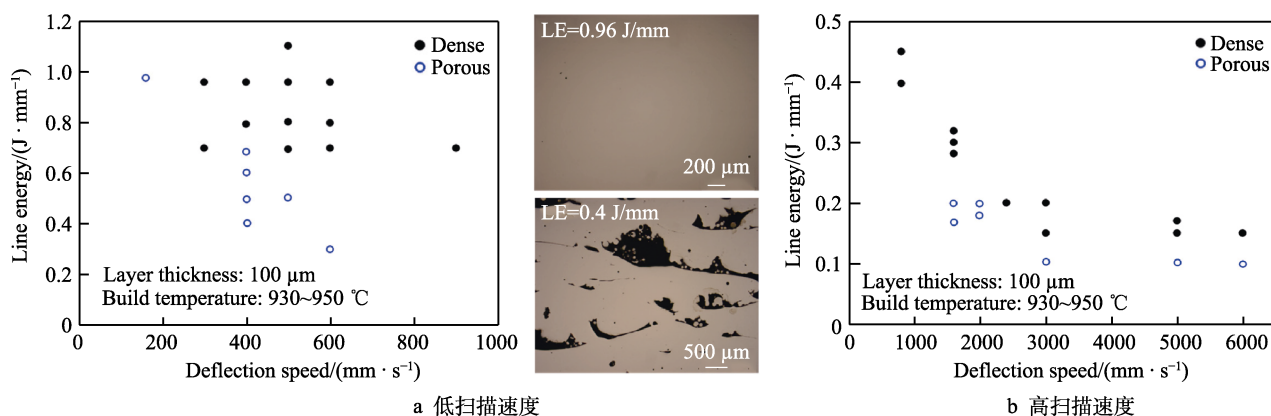 1.2
1.0
0.8
0.6
0.4
0.2
0
Line energy/(J · mm⁻¹)
Dense
Porous
Layer thickness: 100 µm
Build temperature: 930~950 ℃
0 200 400 600 800 1000
Deflection speed/(mm · s⁻¹)
LE=0.96 J/mm
200 µm
LE=0.4 J/mm
500 µm
a 低扫描速度
0.5
0.4
0.3
0.2
0.1
0
Line energy/(J · mm⁻¹)
Dense
Porous
Layer thickness: 100 µm
Build temperature: 930~950 ℃
0 1000 2000 3000 4000 5000 6000
Deflection speed/(mm · s⁻¹)
b 高扫描速度